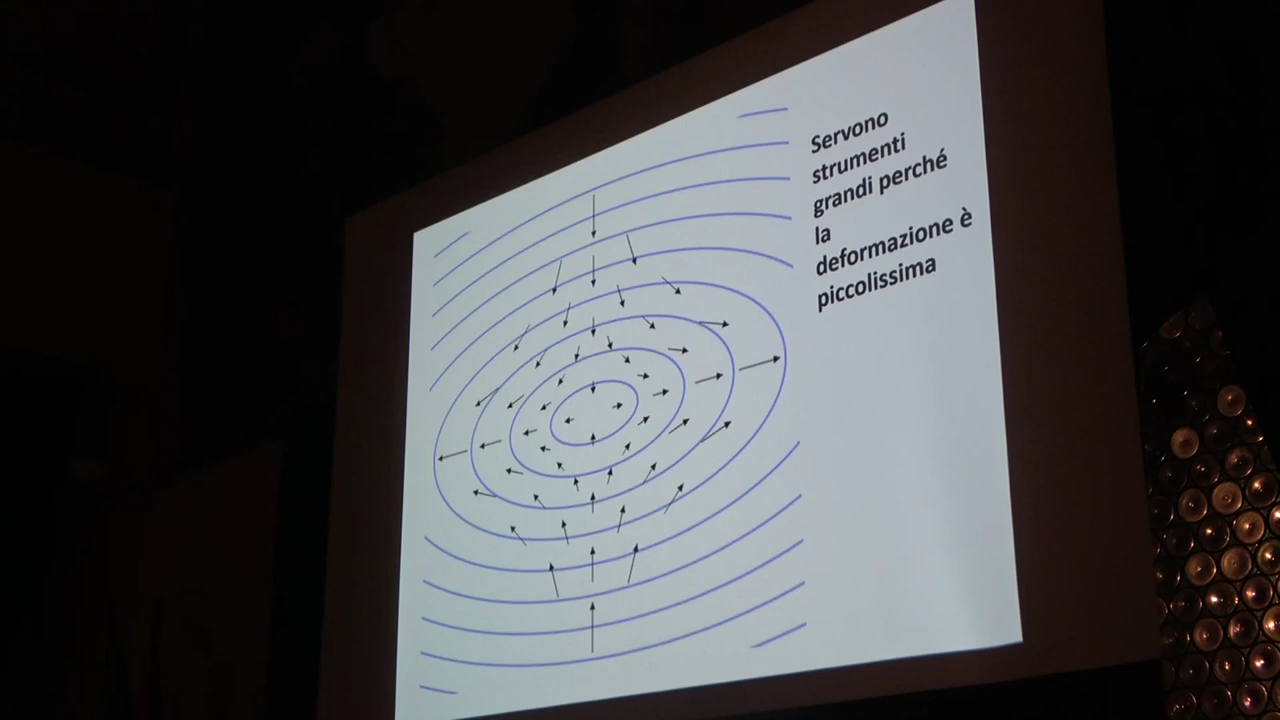 Servono
strumenti
grandi perché
la
deformazione è
piccolissima